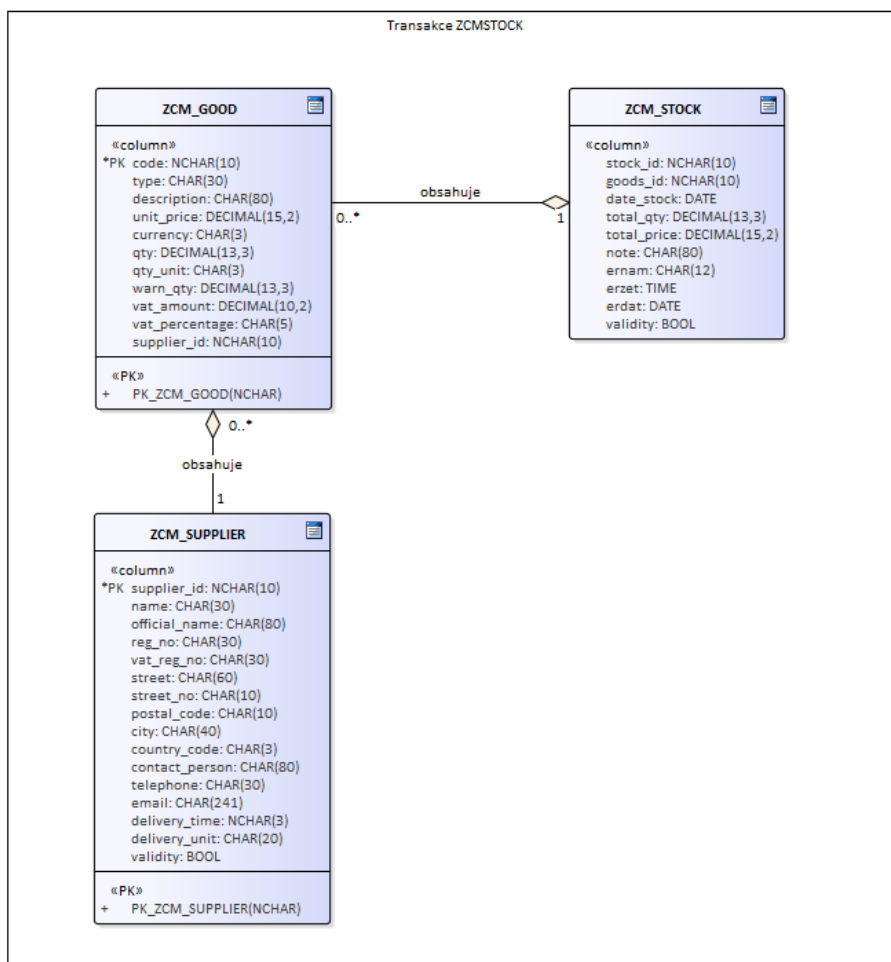 Transakce ZCMSTOCK
ZCM_GOOD
«column»
*PK code: NCHAR(10)
type: CHAR(30)
description: CHAR(80)
unit_price: DECIMAL(15,2)
currency: CHAR(3)
qty: DECIMAL(13,3)
qty_unit: CHAR(3)
warn_qty: DECIMAL(13,3)
vat_amount: DECIMAL(10,2)
vat_percentage: CHAR(5)
supplier_id: NCHAR(10)
«PK»
+ PK_ZCM_GOOD(NCHAR)
obsahuje
0..*
1
ZCM_STOCK
«column»
stock_id: NCHAR(10)
goods_id: NCHAR(10)
date_stock: DATE
total_qty: DECIMAL(13,3)
total_price: DECIMAL(15,2)
note: CHAR(80)
ernam: CHAR(12)
erzet: TIME
erdat: DATE
validity: BOOL
0..*
obsahuje
1
ZCM_SUPPLIER
«column»
*PK supplier_id: NCHAR(10)
name: CHAR(30)
official_name: CHAR(80)
reg_no: CHAR(30)
vat_reg_no: CHAR(30)
street: CHAR(60)
street_no: CHAR(10)
postal_code: CHAR(10)
city: CHAR(40)
country_code: CHAR(3)
contact_person: CHAR(80)
telephone: CHAR(30)
email: CHAR(241)
delivery_time: NCHAR(3)
delivery_unit: CHAR(20)
validity: BOOL
«PK»
+ PK_ZCM_SUPPLIER(NCHAR)